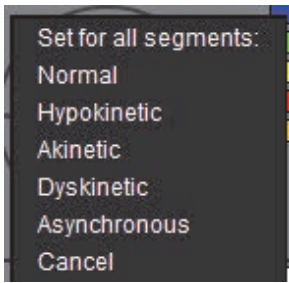 Set for all segments:
Normal
Hypokinetic
Akinetic
Dyskinetic
Asynchronous
Cancel